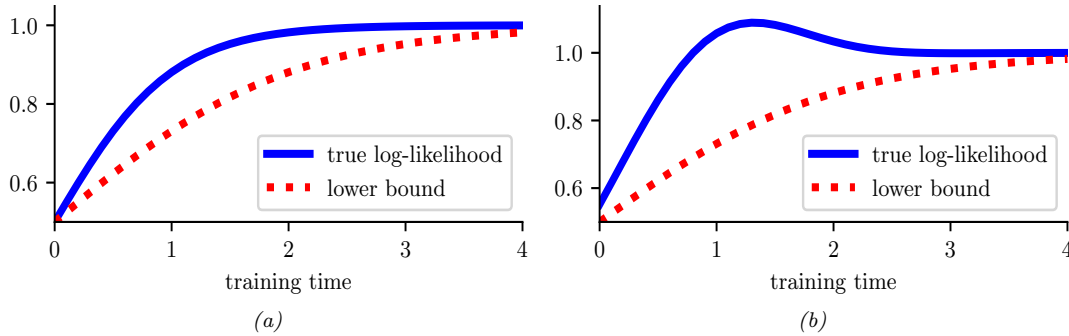 1.0
0.8
0.6
true log-likelihood
lower bound
0 1 2 3 4
training time
(a)
1.0
0.8
0.6
true log-likelihood
lower bound
0 1 2 3 4
training time
(b)